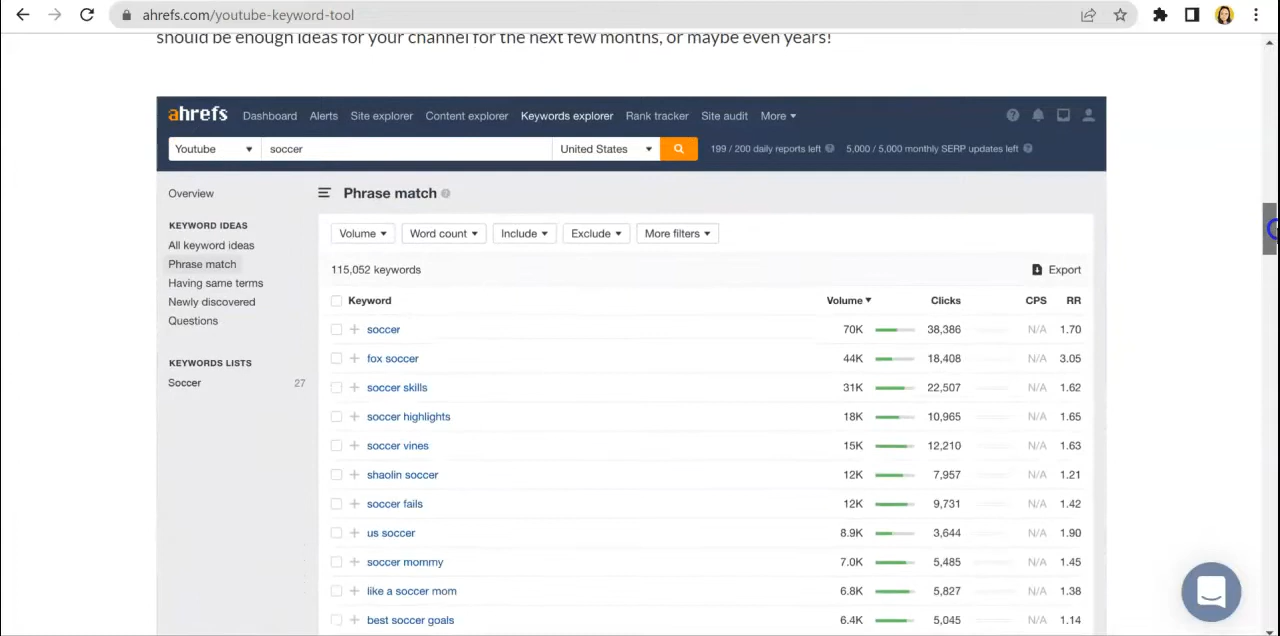 ahrefs.com/youtube-keyword-tool
should be enough ideas for your channel for the next few months, or maybe even years!
ahrefs Dashboard Alerts Site explorer Content explorer Keywords explorer Rank tracker Site audit More
Youtube soccer United States 199 / 200 daily reports left 5,000 / 5,000 monthly SERP updates left
Overview
KEYWORD IDEAS
All keyword ideas
Phrase match
Having same terms
Newly discovered
Questions
KEYWORDS LISTS
Soccer 27
Phrase match
Volume Word count Include Exclude More filters
115,052 keywords Export
Keyword Volume Clicks CPS RR
soccer 70K 38,386 N/A 1.70
fox soccer 44K 18,408 N/A 3.05
soccer skills 31K 22,507 N/A 1.62
soccer highlights 18K 10,965 N/A 1.65
soccer vines 15K 12,210 N/A 1.63
shaolin soccer 12K 7,957 N/A 1.21
soccer fails 12K 9,731 N/A 1.42
us soccer 8.9K 3,644 N/A 1.90
soccer mommy 7.0K 5,485 N/A 1.45
like a soccer mom 6.8K 5,827 N/A 1.38
best soccer goals 6.4K 5,045 N/A 1.14